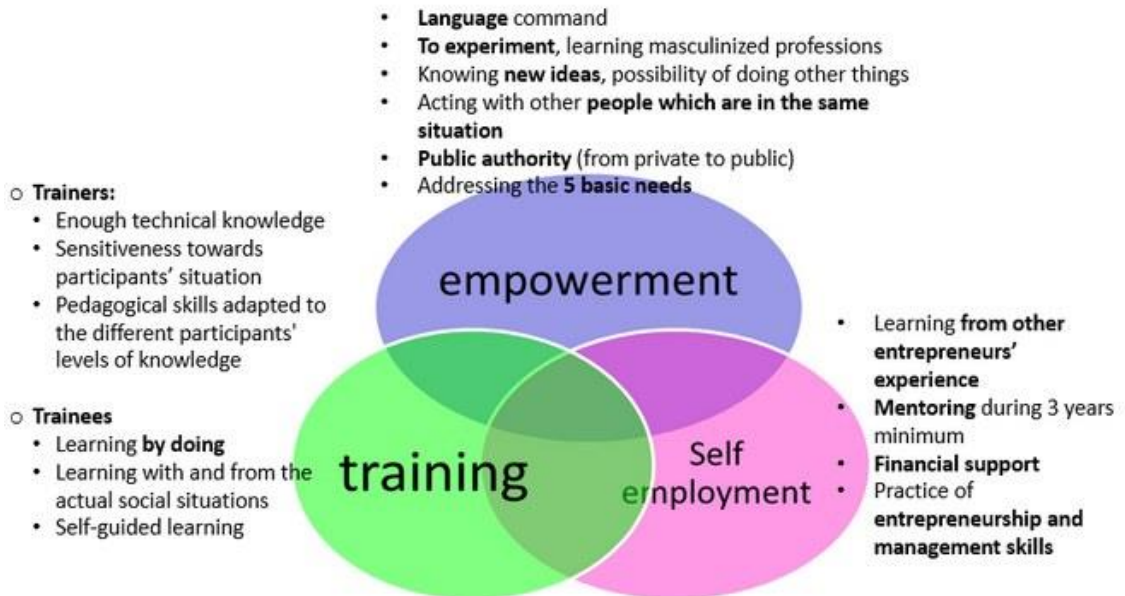 • Language command
• To experiment, learning masculinized professions
• Knowing new ideas, possibility of doing other things
• Acting with other people which are in the same
situation
• Public authority (from private to public)
• Addressing the 5 basic needs
○ Trainers:
• Enough technical knowledge
• Sensitiveness towards
participants’ situation
• Pedagogical skills adapted to
the different participants'
levels of knowledge
○ Trainees
• Learning by doing
• Learning with and from the
actual social situations
• Self-guided learning
empowerment
training
Self
employment
• Learning from other
entrepreneurs’
experience
• Mentoring during 3 years
minimum
• Financial support
• Practice of
entrepreneurship and
management skills